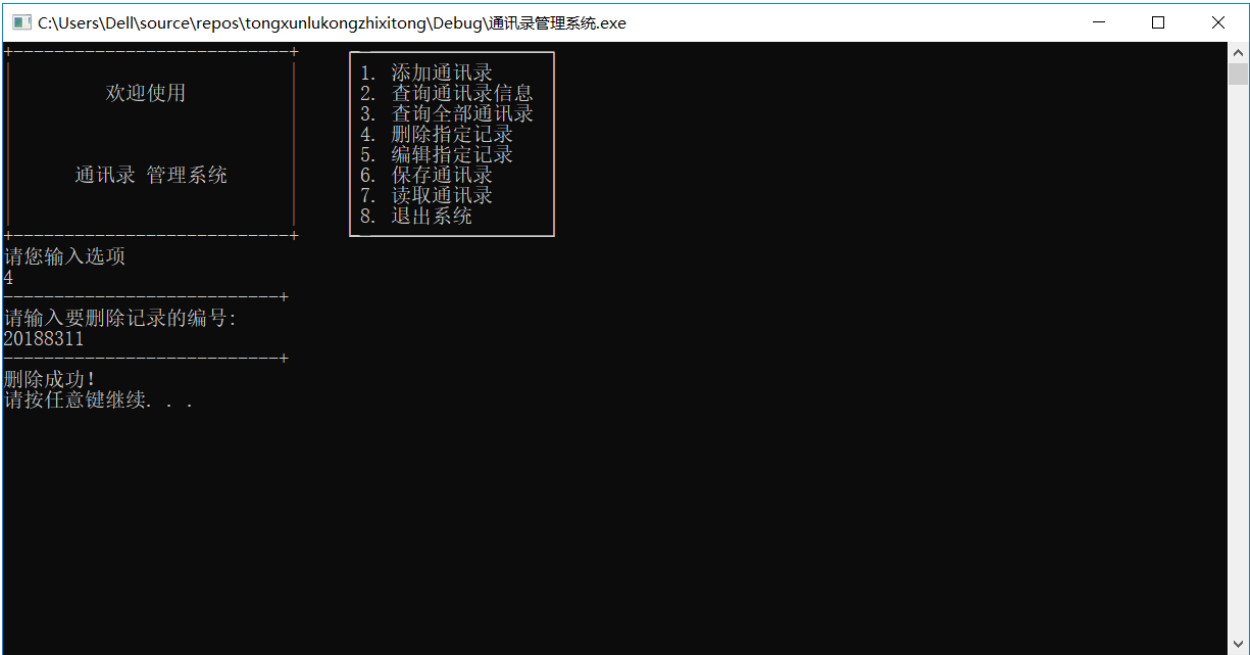 C:\Users\Dell\source\repos\tongxunlukongzhixitong\Debug\通讯录管理系统.exe
欢迎使用
通讯录 管理系统
1. 添加通讯录
2. 查询通讯录信息
3. 查询全部通讯录
4. 删除指定记录
5. 编辑指定记录
6. 保存通讯录
7. 读取通讯录
8. 退出系统
请您输入选项
4
请输入要删除记录的编号:
20188311
删除成功!
请按任意键继续. . .